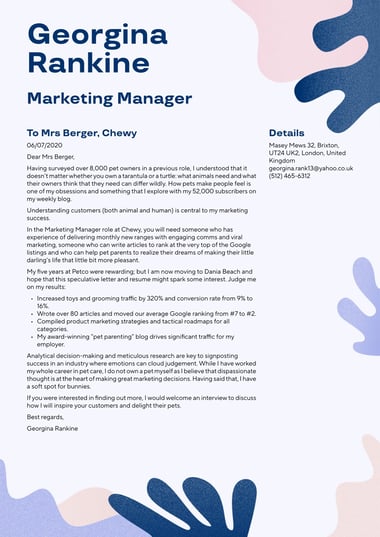 Georgina
Rankine
Marketing Manager
To Mrs Berger, Chewy
06/07/2020
Dear Mrs Berger,
Having surveyed over 8,000 pet owners in a previous role, I understood that it
doesn't matter whether you own a tarantula or a turtle: what animals need and what
their owners think that they need can differ wildly. How pets make people feel is
one of my obsessions and something that I explore with my 52,000 subscribers on
my weekly blog.
Understanding customers (both animal and human) is central to my marketing
success.
In the Marketing Manager role at Chewy, you will need someone who has
experience of delivering monthly new ranges with engaging comms and viral
marketing, someone who can write articles to rank at the very top of the Google
listings and who can help pet parents to realize their dreams of making their little
darling's life that little bit more pleasant.
My five years at Petco were rewarding; but I am now moving to Dania Beach and
hope that this speculative letter and resume might spark some interest. Judge me
on my results:
• Increased toys and grooming traffic by 320% and conversion rate from 9% to
16%.
• Wrote over 80 articles and moved our average Google ranking from #7 to #2.
• Compiled product marketing strategies and tactical roadmaps for all
categories.
• My award-winning "pet parenting" blog drives significant traffic for my
employer.
Analytical decision-making and meticulous research are key to signposting
success in an industry where emotions can cloud judgement. While I have worked
my whole career in pet care, I do not own a pet myself as I believe that dispassionate
thought is at the heart of making great marketing decisions. Having said that, I have
a soft spot for bunnies.
If you were interested in finding out more, I would welcome an interview to discuss
how I will inspire your customers and delight their pets.
Best regards,
Georgina Rankine
Details
Masey Mews 32, Brixton,
UT24 UK2, London, United
Kingdom
georgina.rank13@yahoo.co.uk
(512) 465-6312